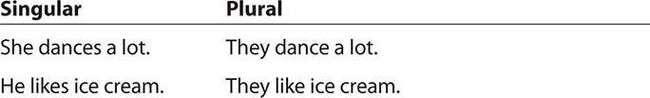 Singular Plural
She dances a lot. They dance a lot.
He likes ice cream. They like ice cream.